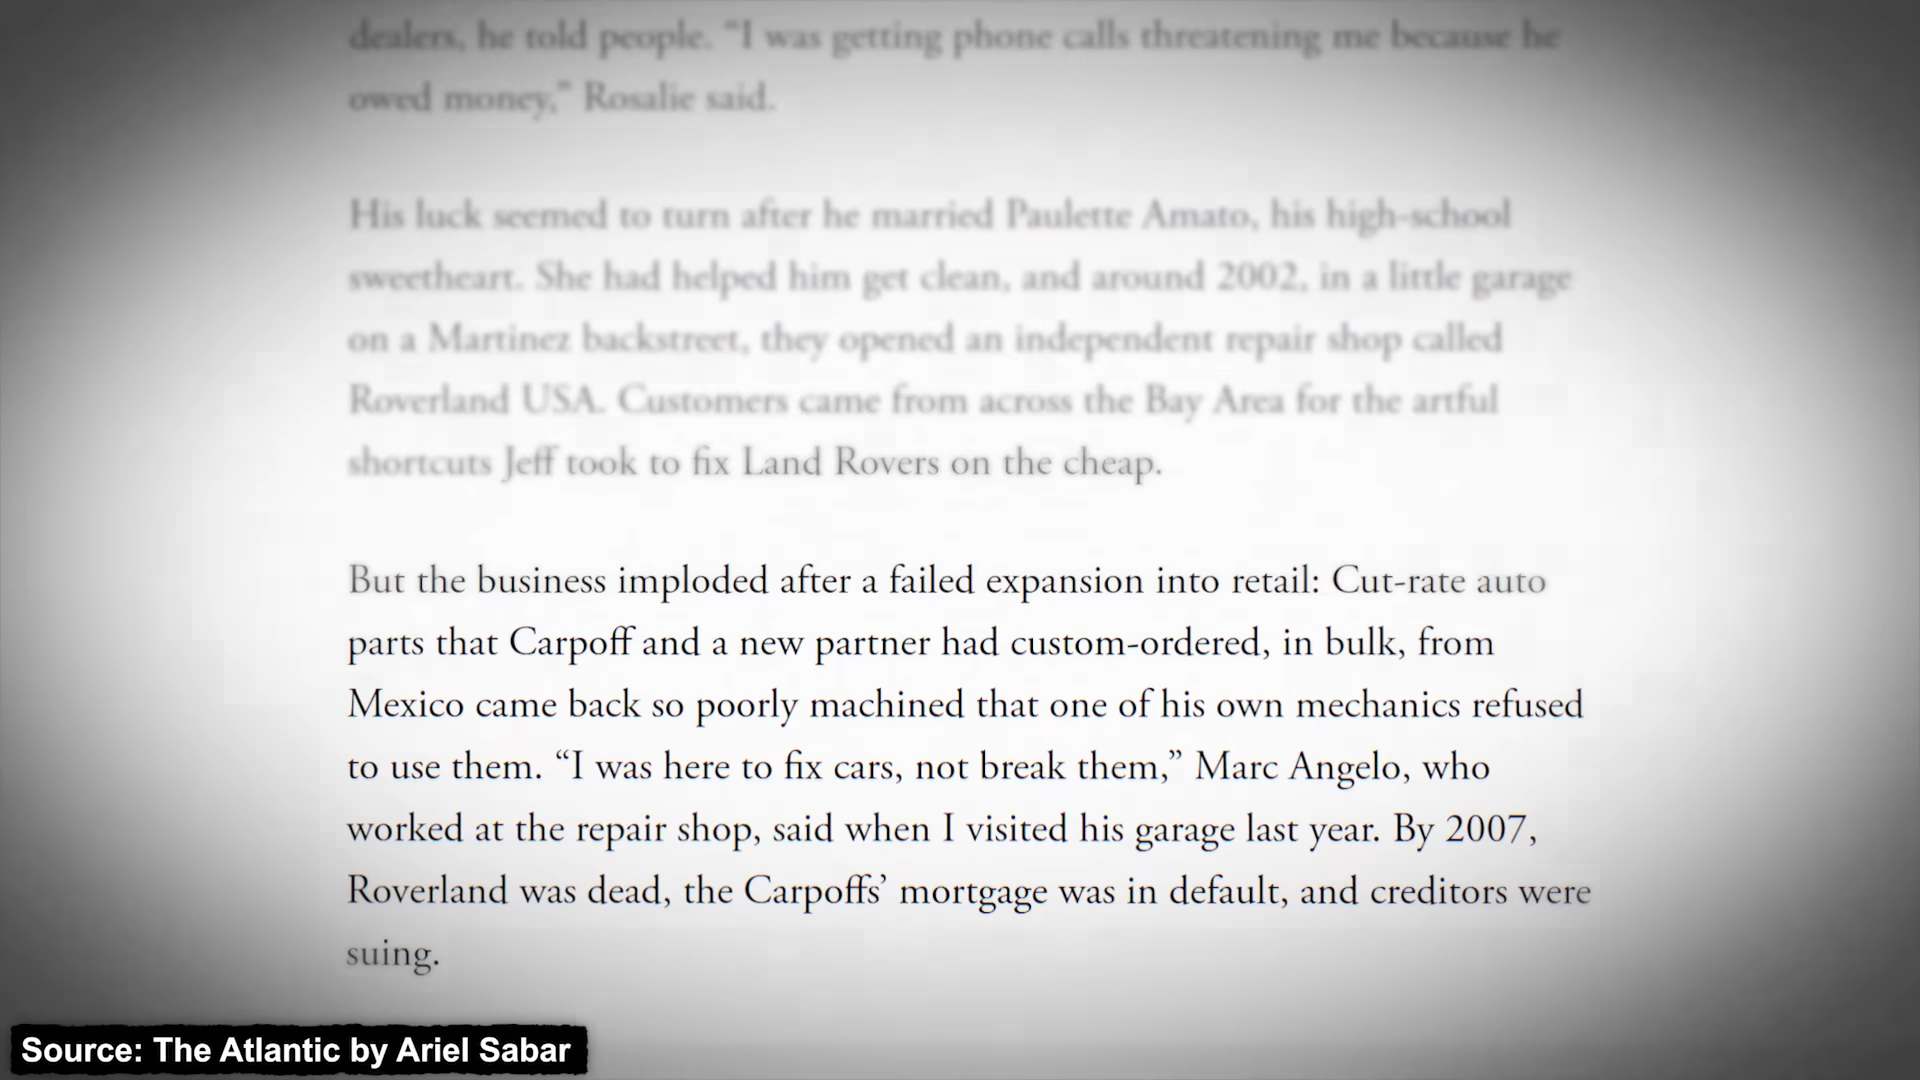 dealers, he told people. “I was getting phone calls threatening me because he
owed money,” Rosalie said.
His luck seemed to turn after he married Paulette Amato, his high-school
sweetheart. She had helped him get clean, and around 2002, in a little garage
on a Martinez backstreet, they opened an independent repair shop called
Roverland USA. Customers came from across the Bay Area for the artful
shortcuts Jeff took to fix Land Rovers on the cheap.
But the business imploded after a failed expansion into retail: Cut-rate auto
parts that Carpoff and a new partner had custom-ordered, in bulk, from
Mexico came back so poorly machined that one of his own mechanics refused
to use them. “I was here to fix cars, not break them,” Marc Angelo, who
worked at the repair shop, said when I visited his garage last year. By 2007,
Roverland was dead, the Carpoffs’ mortgage was in default, and creditors were
suing.
Source: The Atlantic by Ariel Sabar